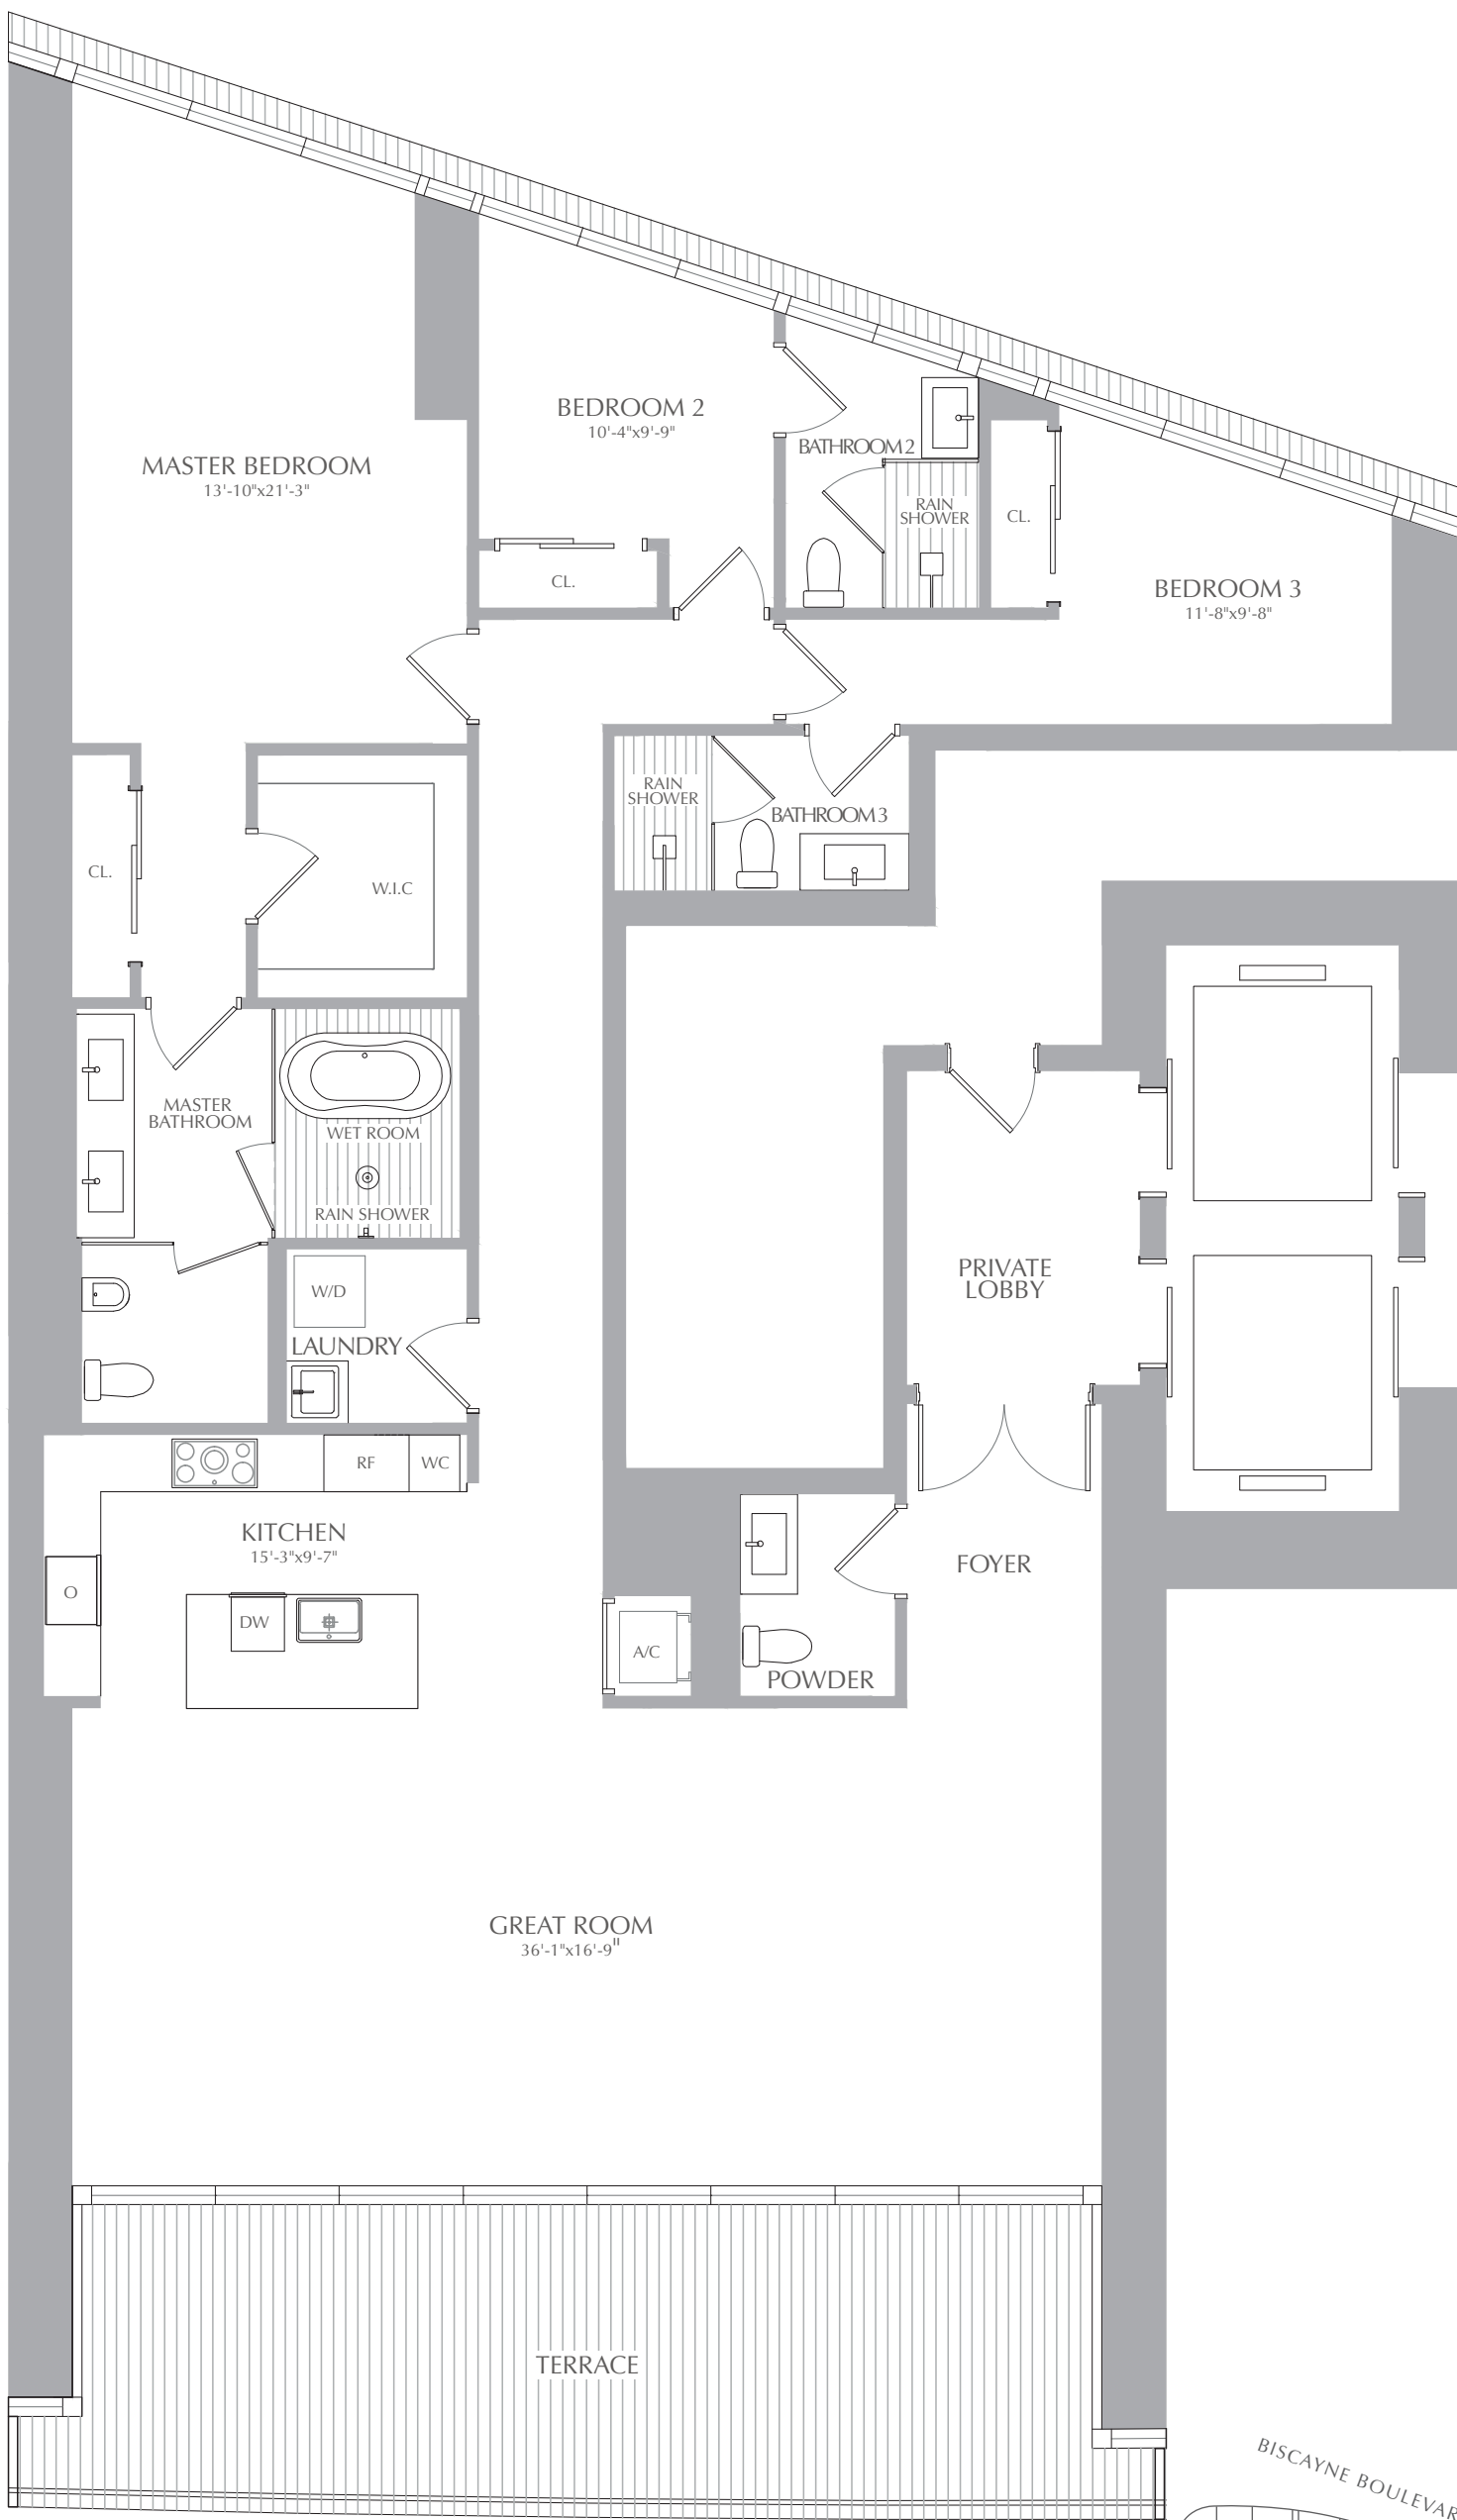 BEDROOM 2
10'-4"x9'-9"
BATHROOM 2
MASTER BEDROOM
13'-10"x21'-3"
RAIN
SHOWER
CL.
CL.
BEDROOM 3
11'-8"x9'-8"
RAIN
SHOWER
BATHROOM 3
CL.
W.I.C
MASTER
BATHROOM
WET ROOM
RAIN SHOWER
PRIVATE
LOBBY
W/D
LAUNDRY
RF
WC
KITCHEN
15'-3"x9'-7"
FOYER
O
DW
A/C
POWDER
GREAT ROOM
36'-1"x16'-9"
TERRACE
BISCAYNE